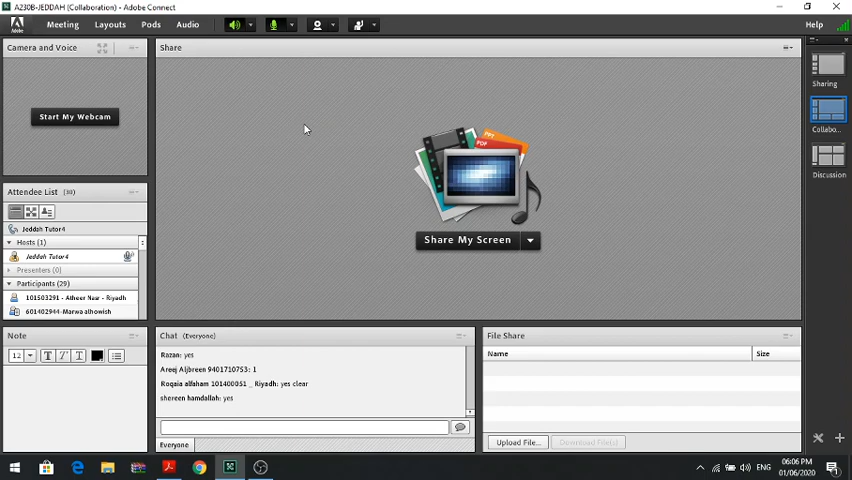 A230B-JEDDAH (Collaboration) - Adobe Connect
Adobe
Meeting Layouts Pods Audio Help
Camera and Voice
Start My Webcam
Attendee List (30)
Jeddah Tutor4
Hosts (1)
Jeddah Tutor4
Presenters (0)
Participants (29)
101503291 - Atheer Nasr - Riyadh
601402944-Marwa alhowish
Share
PPT
PDF
Share My Screen
Sharing
Collabo...
Discussion
Note
12 T T T
Chat (Everyone)
Razan: yes
Areej Aljbreen 9401710753: 1
Roqaia alfaham 101400051 _ Riyadh: yes clear
shereen hamdallah: yes
Everyone
File Share
Name Size
Upload File... Download File(s)
ENG
06:06 PM
01/06/2020